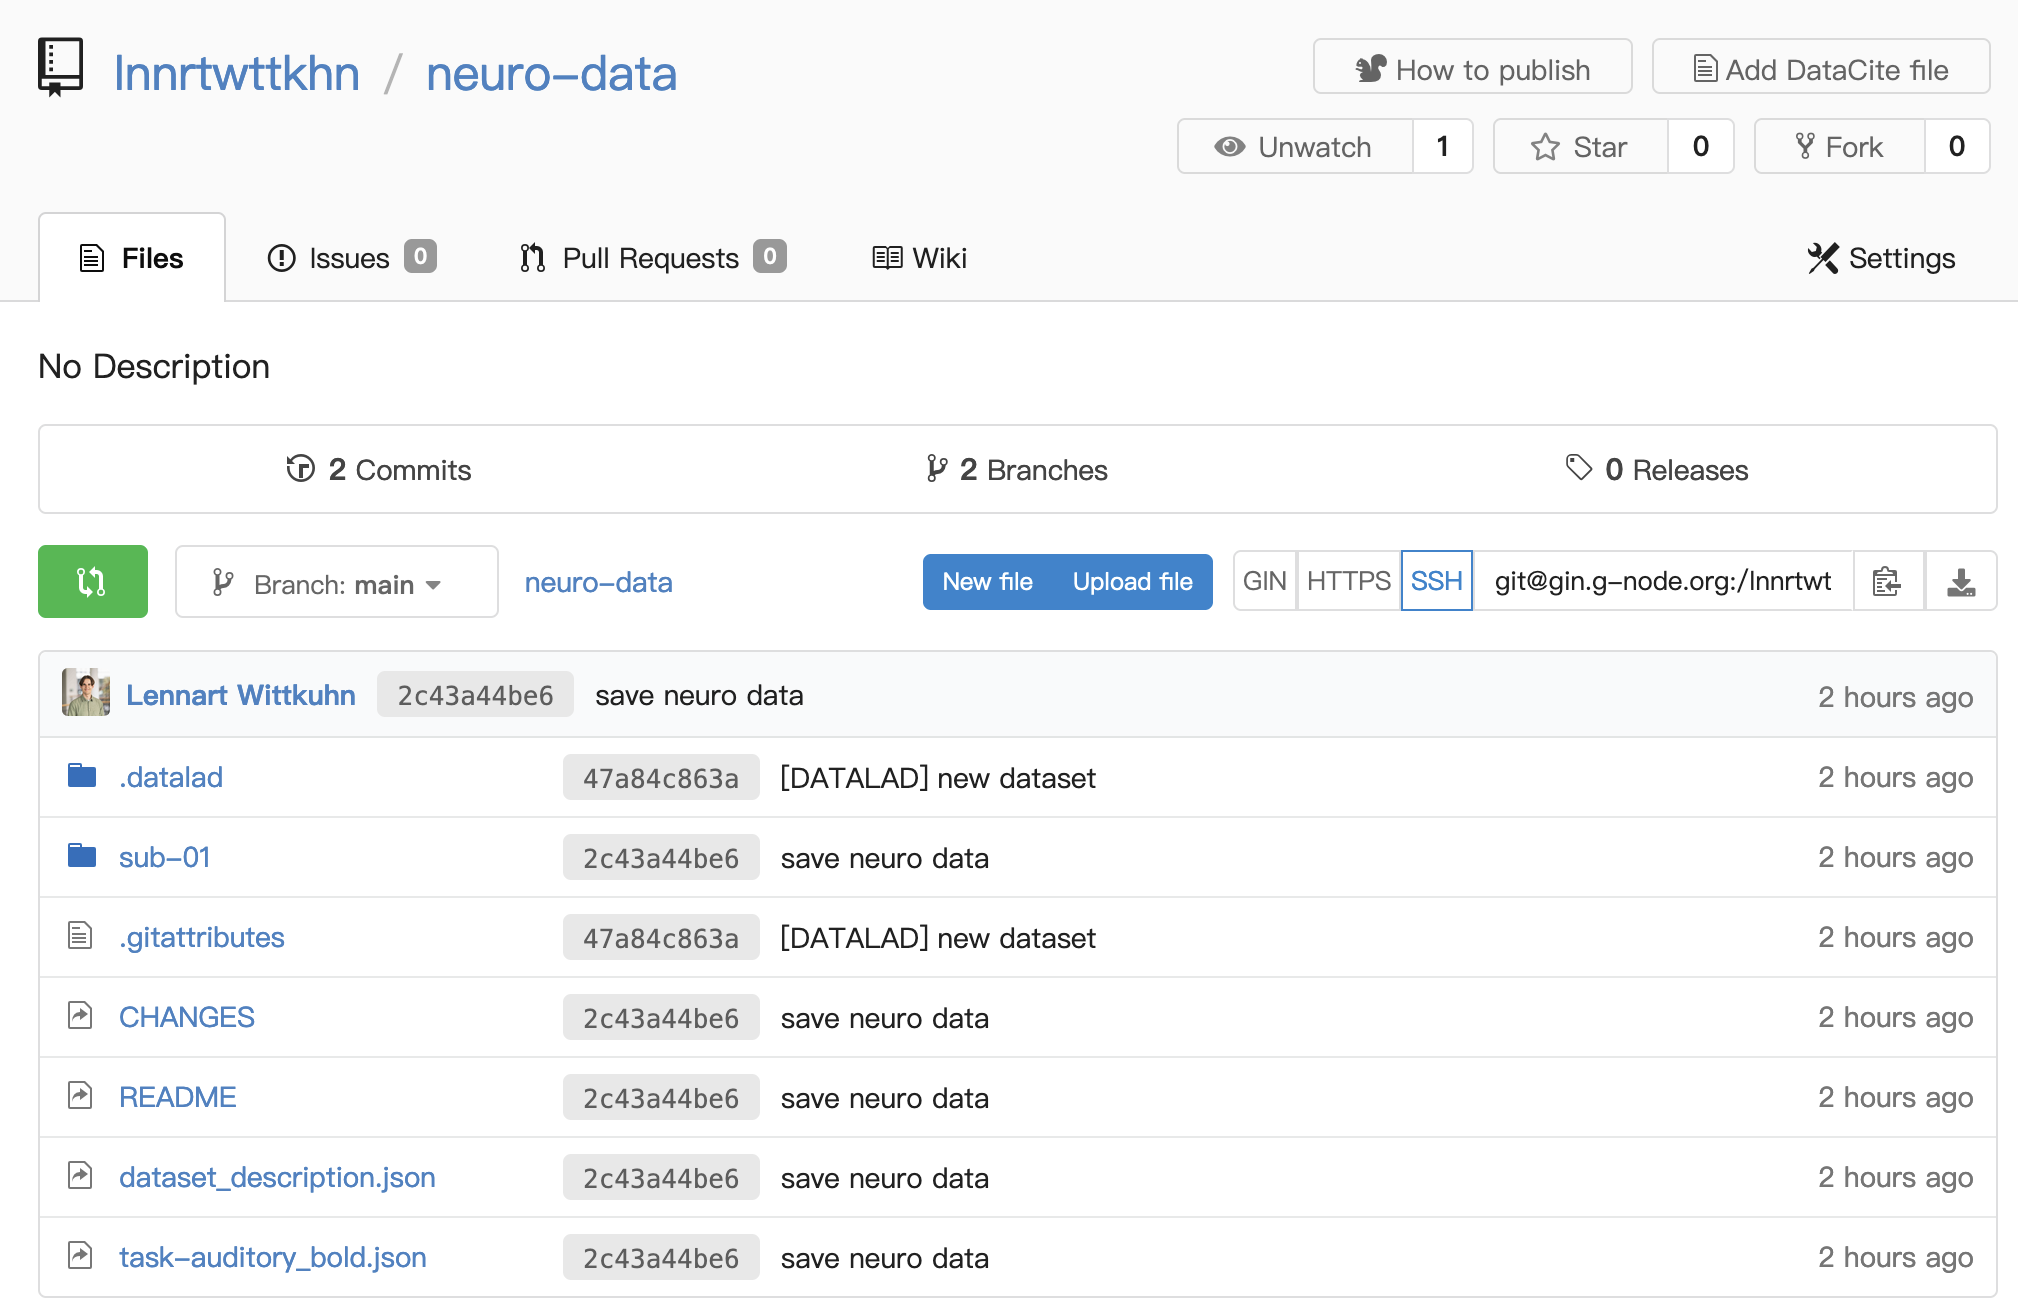 lnnrtwttkhn / neuro-data
How to publish
Add DataCite file
Unwatch 1
Star 0
Fork 0
Files
Issues 0
Pull Requests 0
Wiki
Settings
No Description
2 Commits
2 Branches
0 Releases
Branch: main
neuro-data
New file
Upload file
GIN
HTTPS
SSH
git@gin.g-node.org:/lnnrtwt
Lennart Wittkuhn 2c43a44be6 save neuro data 2 hours ago
.datalad 47a84c863a [DATALAD] new dataset 2 hours ago
sub-01 2c43a44be6 save neuro data 2 hours ago
.gitattributes 47a84c863a [DATALAD] new dataset 2 hours ago
CHANGES 2c43a44be6 save neuro data 2 hours ago
README 2c43a44be6 save neuro data 2 hours ago
dataset_description.json 2c43a44be6 save neuro data 2 hours ago
task-auditory_bold.json 2c43a44be6 save neuro data 2 hours ago